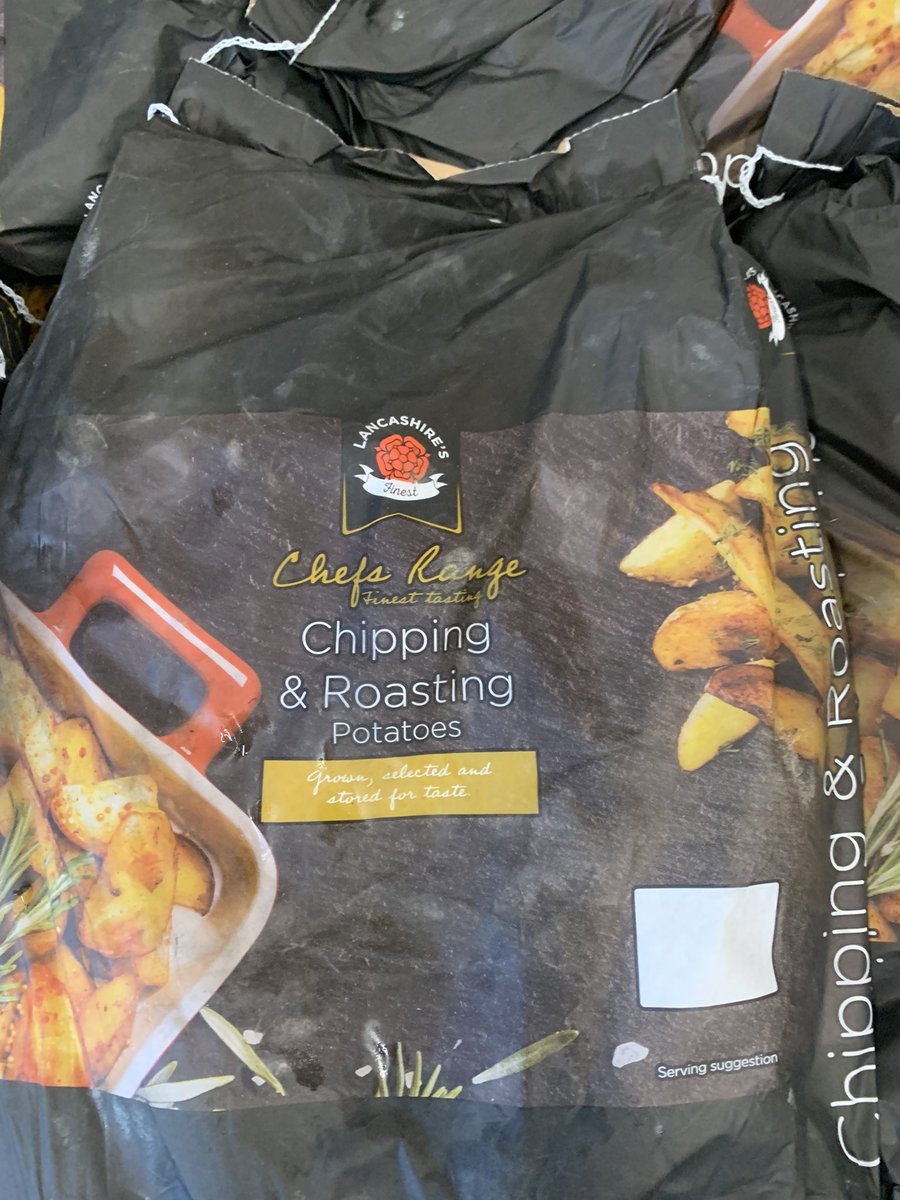 LANCASHIRE'S
Finest
Chefs Range
Finest tasting
Chipping
& Roasting
Potatoes
Grown, selected and
stored for taste.
Serving suggestion
Chipping & Roasting